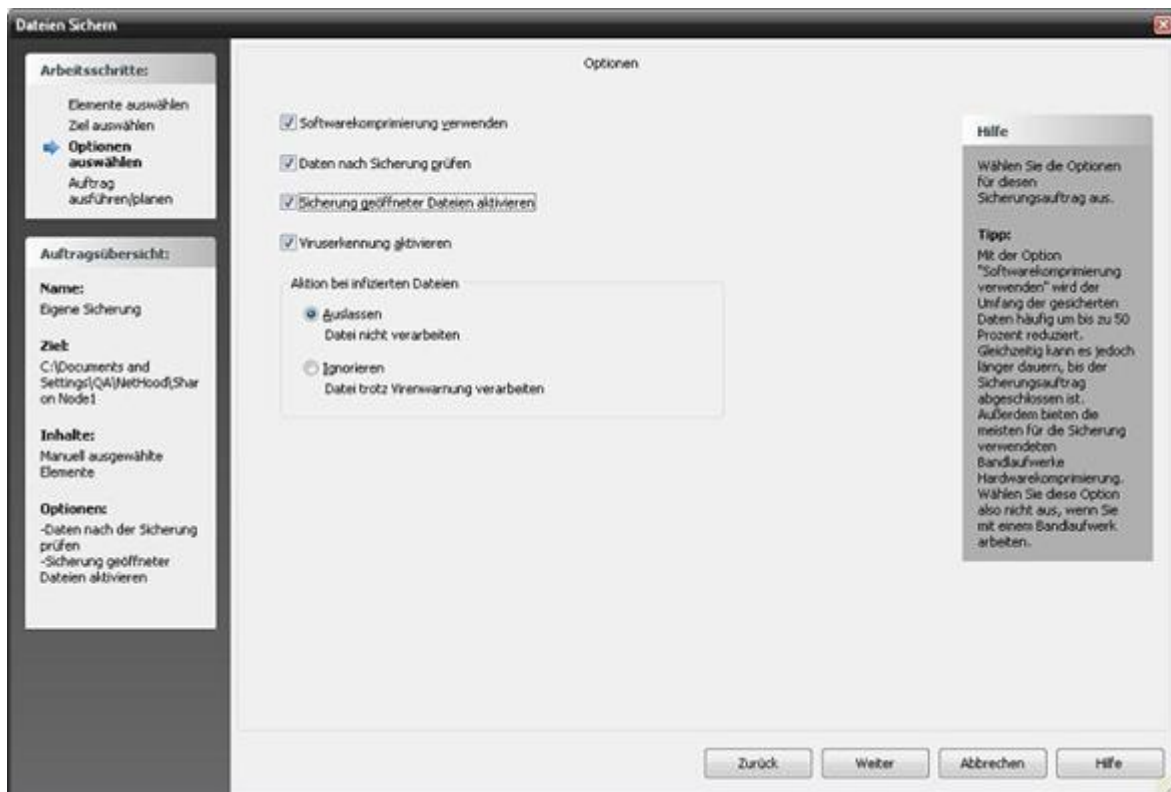 Dateien Sichern
Arbeitsschritte:
Elemente auswählen
Ziel auswählen
Optionen
auswählen
Auftrag
ausführen/planen
Auftragsübersicht:
Name:
Eigene Sicherung
Ziel:
C:\Documents and
Settings\QA\NetHood\Shar
on Node1
Inhalte:
Manuell ausgewählte
Elemente
Optionen:
-Daten nach der Sicherung
prüfen
-Sicherung geöffneter
Dateien aktivieren
Optionen
Softwarekomprimierung verwenden
Daten nach Sicherung prüfen
Sicherung geöffneter Dateien aktivieren
Viruserkennung aktivieren
Aktion bei infizierten Dateien
Auslassen
Datei nicht verarbeiten
Ignorieren
Datei trotz Virenwarnung verarbeiten
Hilfe
Wählen Sie die Optionen
für diesen
Sicherungsauftrag aus.
Tipp:
Mit der Option
"Softwarekomprimierung
verwenden" wird der
Umfang der gesicherten
Daten häufig um bis zu 50
Prozent reduziert.
Gleichzeitig kann es jedoch
länger dauern, bis der
Sicherungsauftrag
abgeschlossen ist.
Außerdem bieten die
meisten für die Sicherung
verwendeten
Bandlaufwerke
Hardwarekomprimierung.
Wählen Sie diese Option
also nicht aus, wenn Sie
mit einem Bandlaufwerk
arbeiten.
Zurück
Weiter
Abbrechen
Hilfe